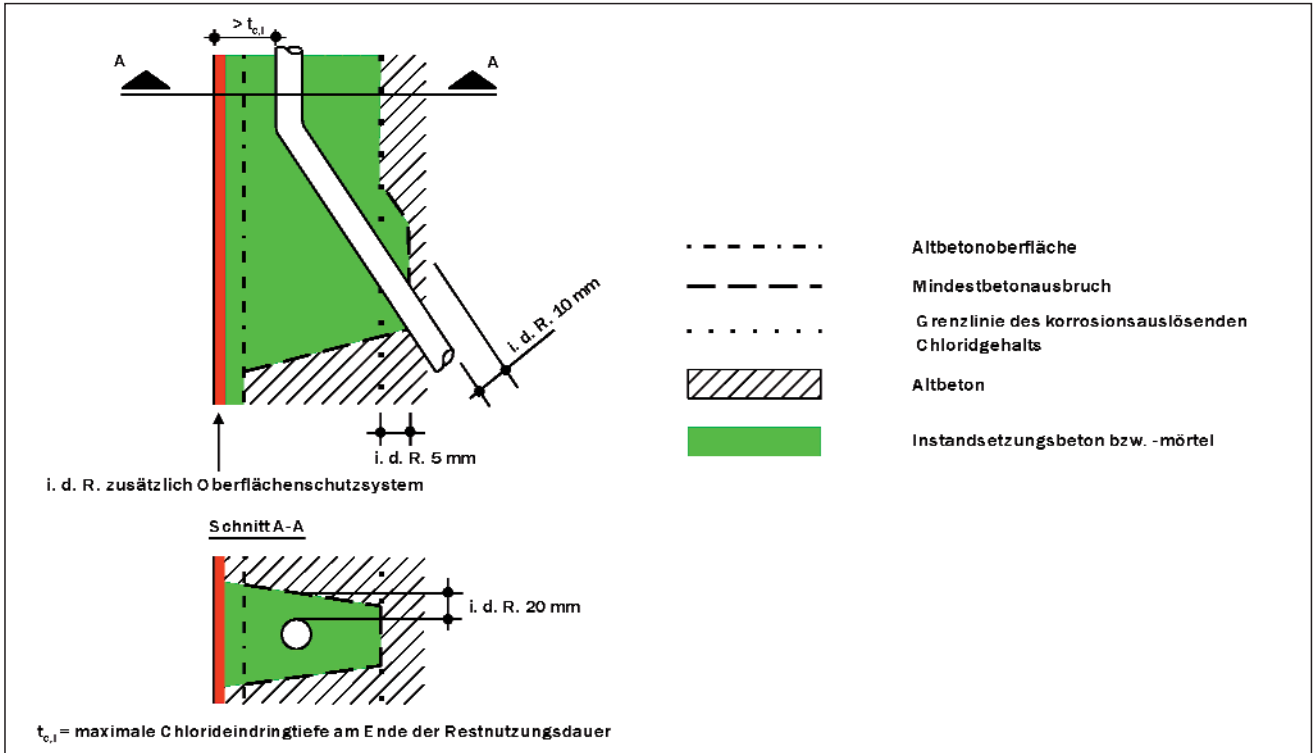 > t_c,l
A A
i. d. R. 10 mm
i. d. R. 5 mm
i. d. R. zusätzlich Oberflächenschutzsystem
Schnitt A-A
i. d. R. 20 mm
t_c,l = maximale Chlorideindringtiefe am Ende der Restnutzungsdauer
Altbetonoberfläche
Mindestbetonausbruch
Grenzlinie des korrosionsauslösenden
Chloridgehalts
Altbeton
Instandsetzungsbeton bzw. -mörtel